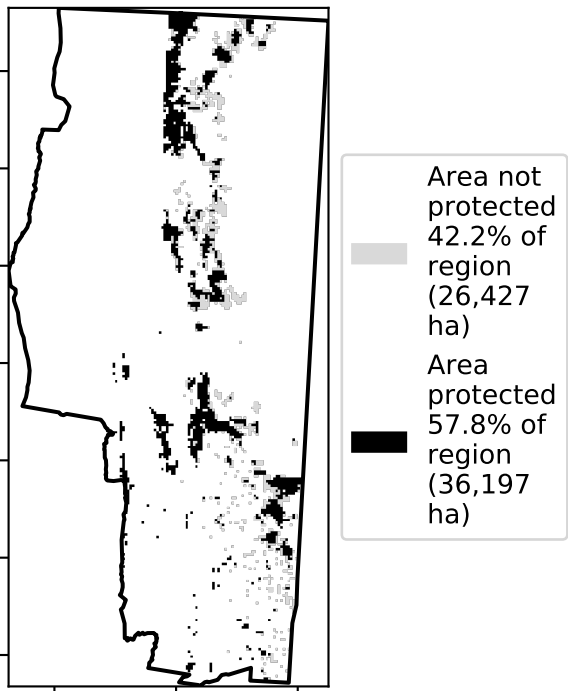 Area not
protected
42.2% of
region
(26,427
ha)
Area
protected
57.8% of
region
(36,197
ha)